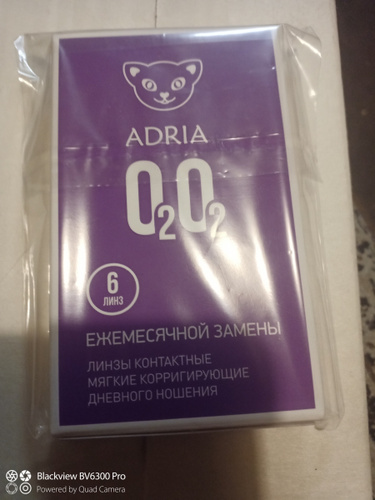 ADRIA
O2O2
6
ЛИНЗ
ЕЖЕМЕСЯЧНОЙ ЗАМЕНЫ
ЛИНЗЫ КОНТАКТНЫЕ
МЯГКИЕ КОРРИГИРУЮЩИЕ
ДНЕВНОГО НОШЕНИЯ
Blackview BV6300 Pro
Powered by Quad Camera